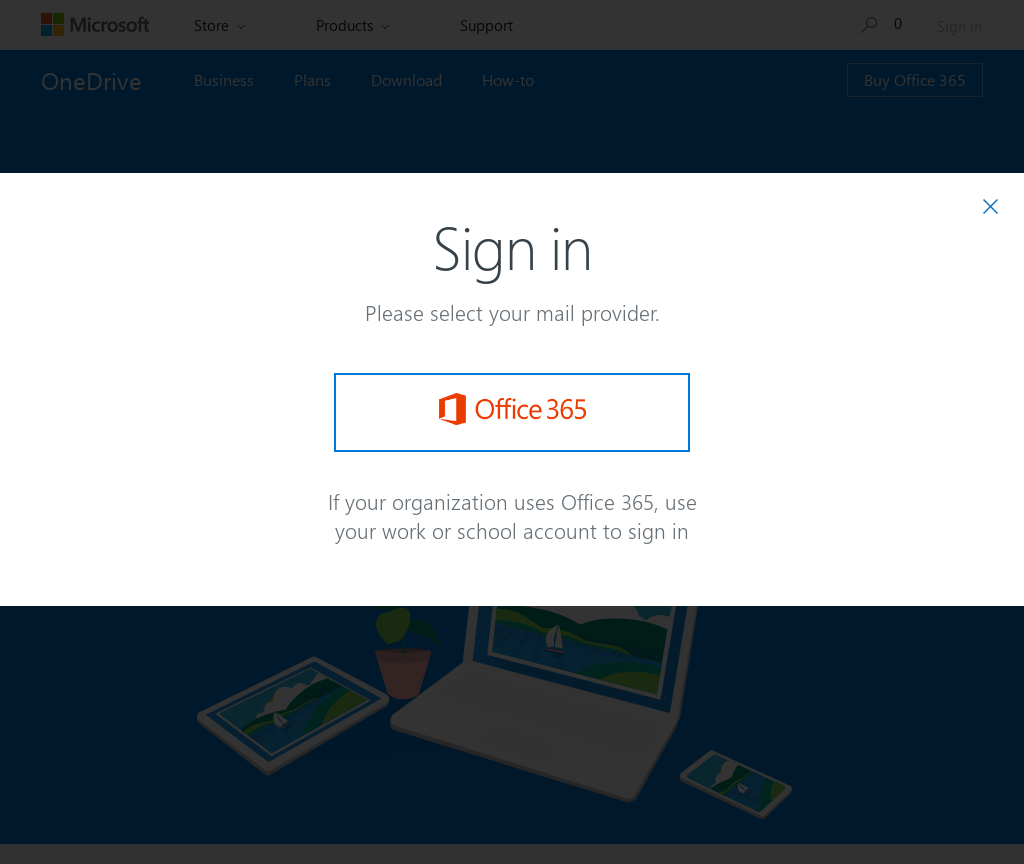 Microsoft
Store
Products
Support
0
Sign in
OneDrive
Business
Plans
Download
How-to
Buy Office 365
Sign in
Please select your mail provider.
Office 365
If your organization uses Office 365, use
your work or school account to sign in